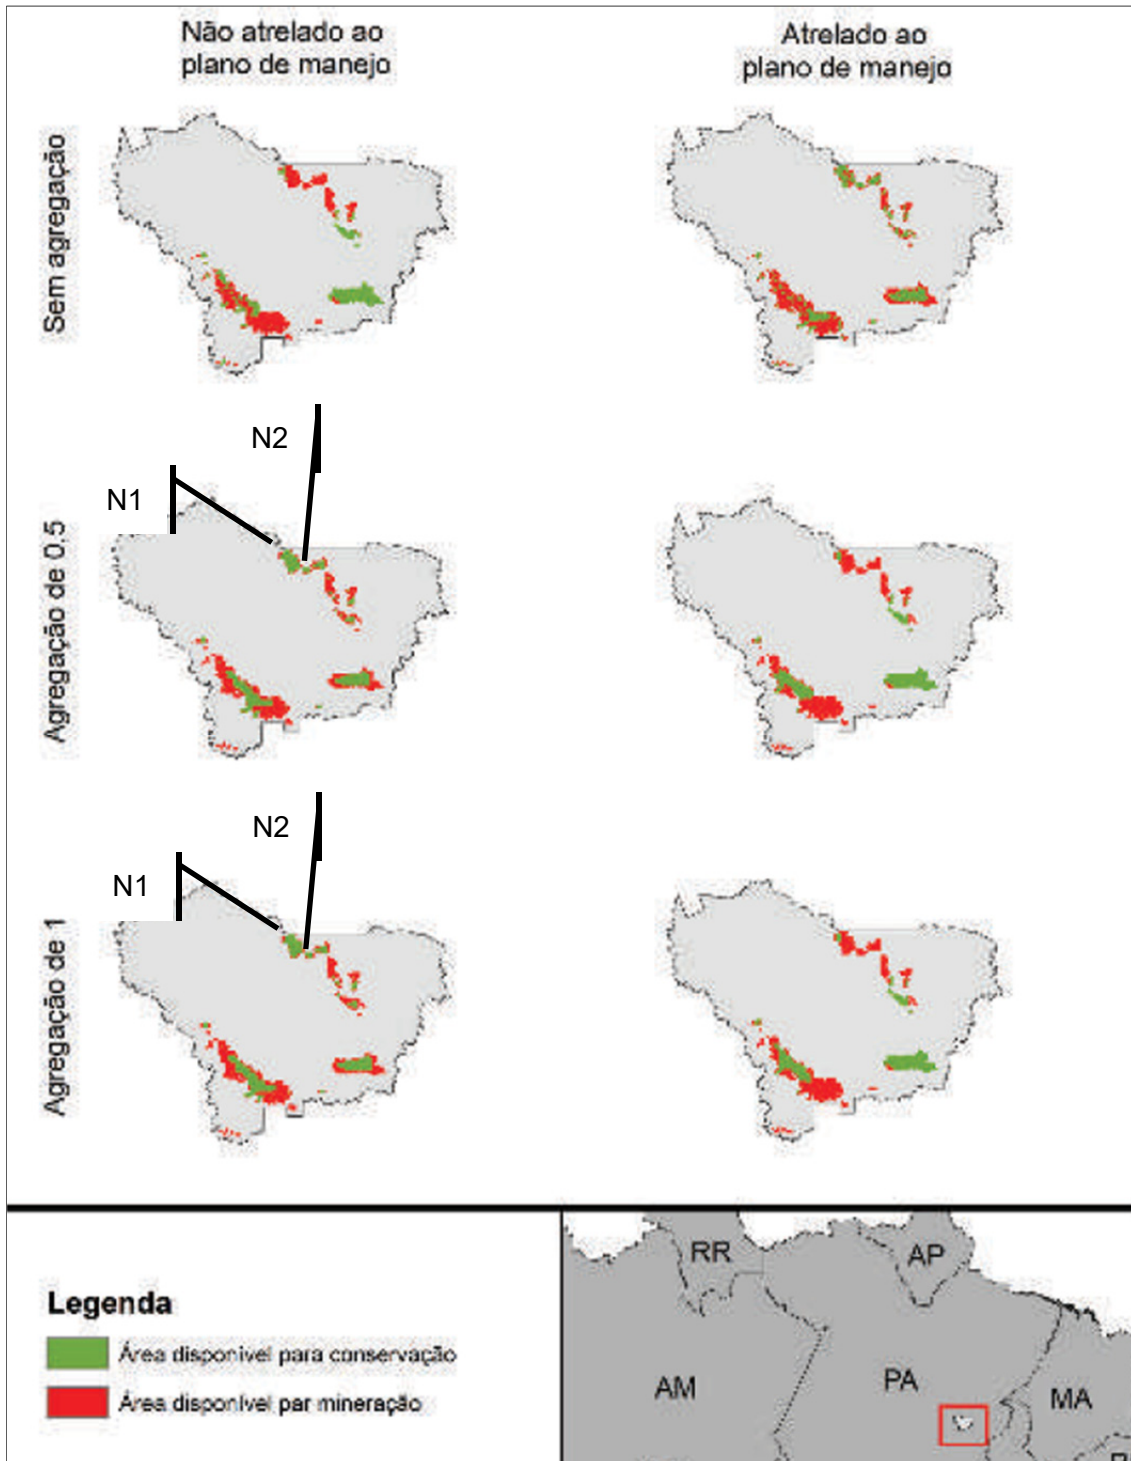 Não atrelado ao
plano de manejo
Atrelado ao
plano de manejo
Sem agregação
N2
N1
Agregação de 0.5
N2
N1
Agregação de 1
Legenda
Área disponível para conservação
Área disponível par mineração
RR
AP
AM
PA
MA